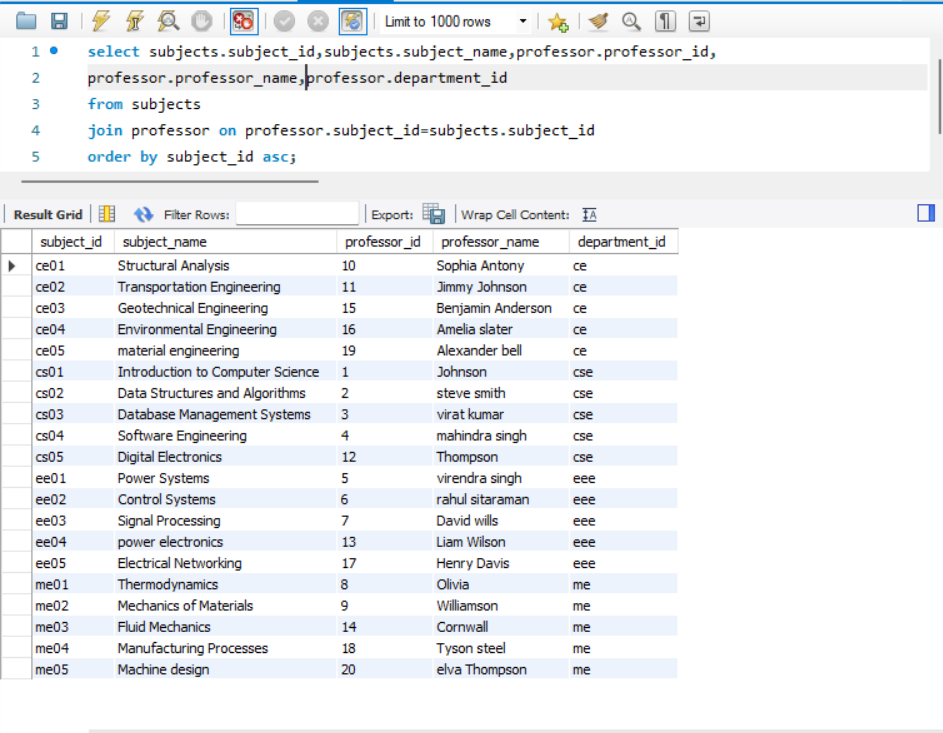 Limit to 1000 rows
1 select subjects.subject_id,subjects.subject_name,professor.professor_id,
2 professor.professor_name,professor.department_id
3 from subjects
4 join professor on professor.subject_id=subjects.subject_id
5 order by subject_id asc;
Result Grid Filter Rows: Export: Wrap Cell Content: IA
subject_id subject_name professor_id professor_name department_id
ce01 Structural Analysis 10 Sophia Antony ce
ce02 Transportation Engineering 11 Jimmy Johnson ce
ce03 Geotechnical Engineering 15 Benjamin Anderson ce
ce04 Environmental Engineering 16 Amelia slater ce
ce05 material engineering 19 Alexander bell ce
cs01 Introduction to Computer Science 1 Johnson cse
cs02 Data Structures and Algorithms 2 steve smith cse
cs03 Database Management Systems 3 virat kumar cse
cs04 Software Engineering 4 mahindra singh cse
cs05 Digital Electronics 12 Thompson cse
ee01 Power Systems 5 virendra singh eee
ee02 Control Systems 6 rahul sitaraman eee
ee03 Signal Processing 7 David wills eee
ee04 power electronics 13 Liam Wilson eee
ee05 Electrical Networking 17 Henry Davis eee
me01 Thermodynamics 8 Olivia me
me02 Mechanics of Materials 9 Williamson me
me03 Fluid Mechanics 14 Cornwall me
me04 Manufacturing Processes 18 Tyson steel me
me05 Machine design 20 elva Thompson me